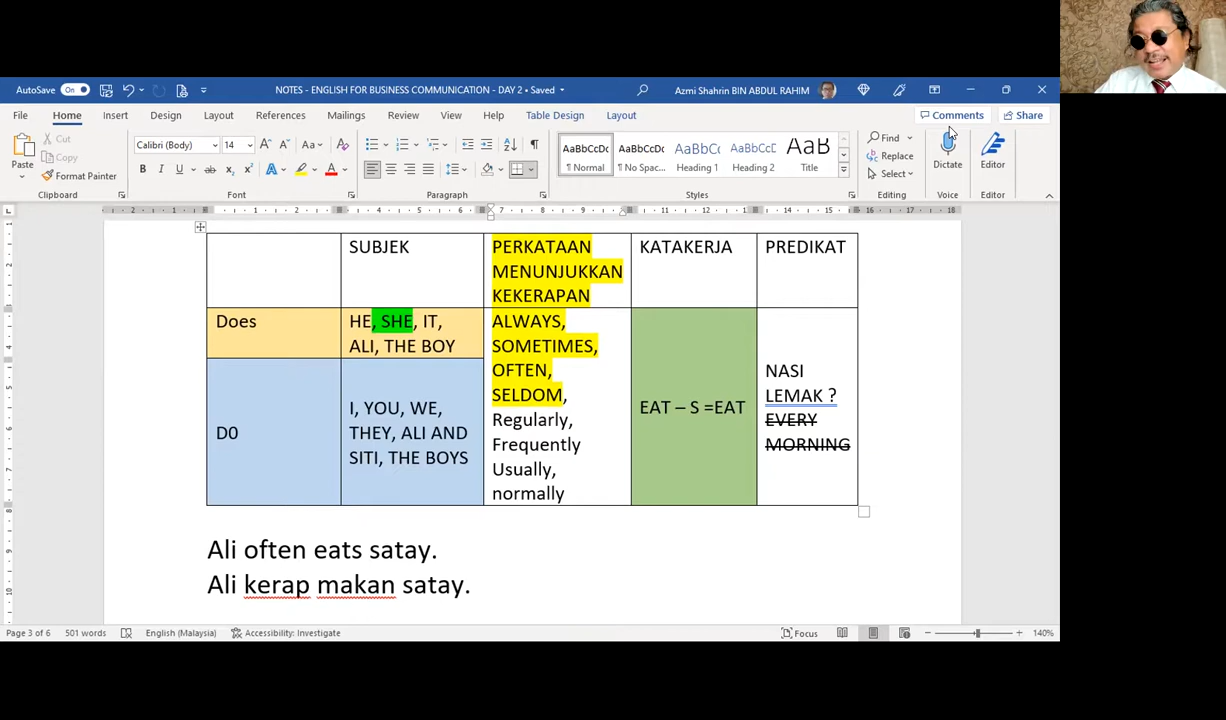 AutoSave On
NOTES - ENGLISH FOR BUSINESS COMMUNICATION - DAY 2 • Saved
Azmi Shahrin BIN ABDUL RAHIM
File Home Insert Design Layout References Mailings Review View Help Table Design Layout
Comments Share
Paste
Cut
Copy
Format Painter
Clipboard
Calibri (Body) 14
Font
Paragraph
AaBbCcDc AaBbCcDc AaBbC AaBbCcC AaB
¶ Normal ¶ No Spac... Heading 1 Heading 2 Title
Styles
Find
Replace
Select
Editing
Dictate
Voice
Editor
Editor
SUBJEK
PERKATAAN
MENUNJUKKAN
KEKERAPAN
KATAKERJA
PREDIKAT
Does
HE, SHE, IT,
ALI, THE BOY
D0
I, YOU, WE,
THEY, ALI AND
SITI, THE BOYS
ALWAYS,
SOMETIMES,
OFTEN,
SELDOM,
Regularly,
Frequently
Usually,
normally
EAT – S =EAT
NASI
LEMAK ?
EVERY
MORNING
Ali often eats satay.
Ali kerap makan satay.
Page 3 of 6 501 words English (Malaysia) Accessibility: Investigate Focus 140%